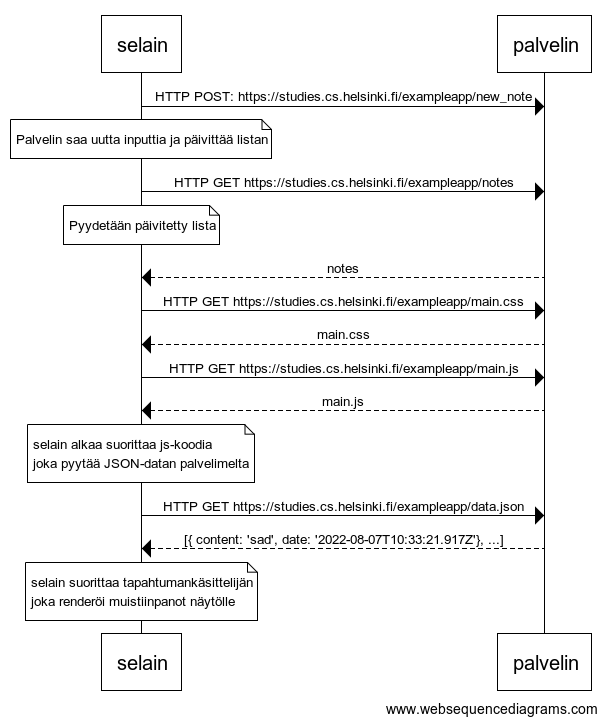 selain
palvelin
HTTP POST: https://studies.cs.helsinki.fi/exampleapp/new_note
Palvelin saa uutta inputtia ja päivittää listan
HTTP GET https://studies.cs.helsinki.fi/exampleapp/notes
Pyydetään päivitetty lista
notes
HTTP GET https://studies.cs.helsinki.fi/exampleapp/main.css
main.css
HTTP GET https://studies.cs.helsinki.fi/exampleapp/main.js
main.js
selain alkaa suorittaa js-koodia
joka pyytää JSON-datan palvelimelta
HTTP GET https://studies.cs.helsinki.fi/exampleapp/data.json
[{ content: 'sad', date: '2022-08-07T10:33:21.917Z'}, ...]
selain suorittaa tapahtumankäsittelijän
joka renderöi muistiinpanot näytölle
selain
palvelin
www.websequencediagrams.com